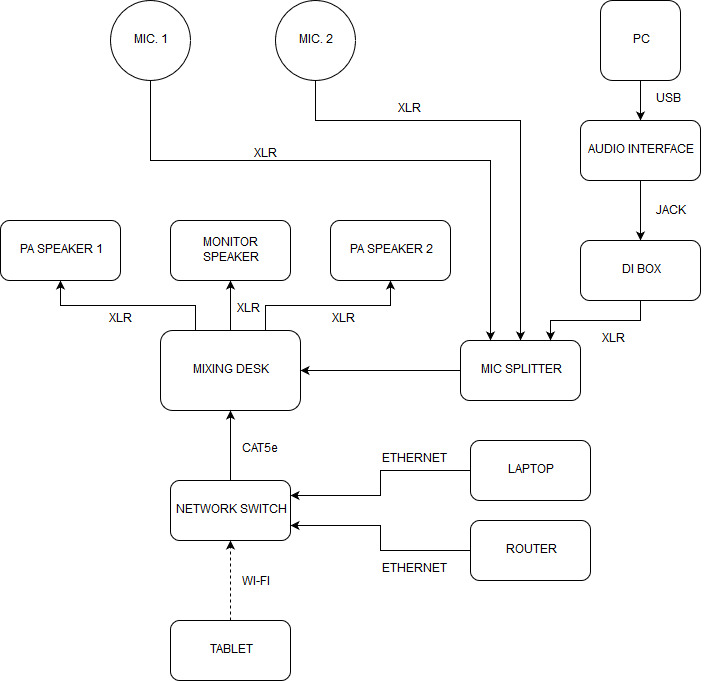 MIC. 1
MIC. 2
PC
USB
XLR
AUDIO INTERFACE
XLR
JACK
PA SPEAKER 1
MONITOR
SPEAKER
PA SPEAKER 2
DI BOX
XLR
XLR
XLR
XLR
MIXING DESK
MIC SPLITTER
CAT5e
ETHERNET
LAPTOP
NETWORK SWITCH
ROUTER
ETHERNET
WI-FI
TABLET